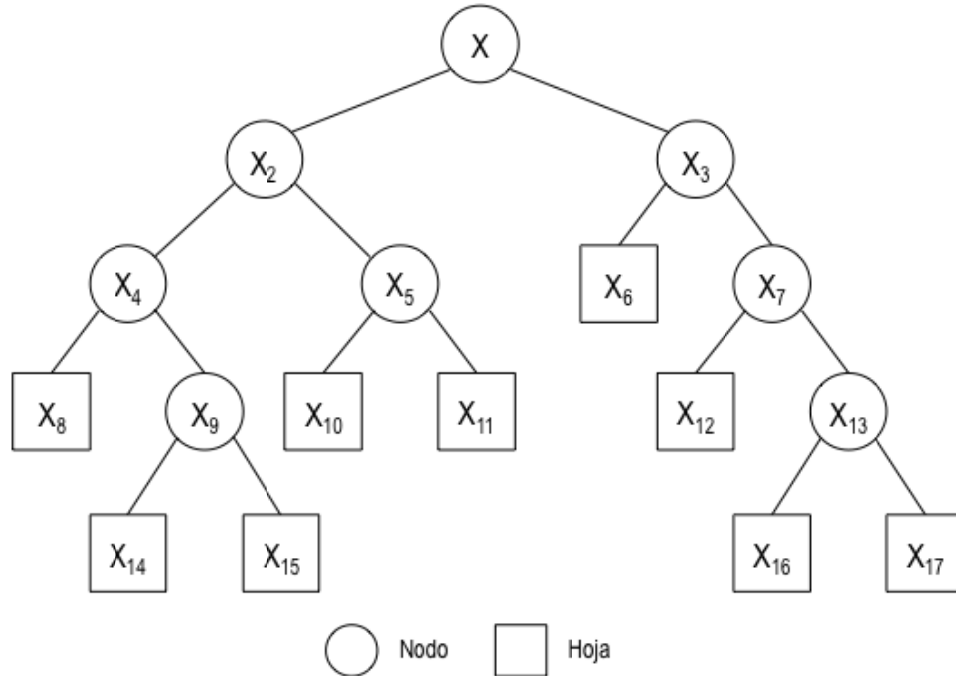 X
X₂ X₃
X₄ X₅ X₆ X₇
X₈ X₉ X₁₀ X₁₁ X₁₂ X₁₃
X₁₄ X₁₅ X₁₆ X₁₇
Nodo Hoja